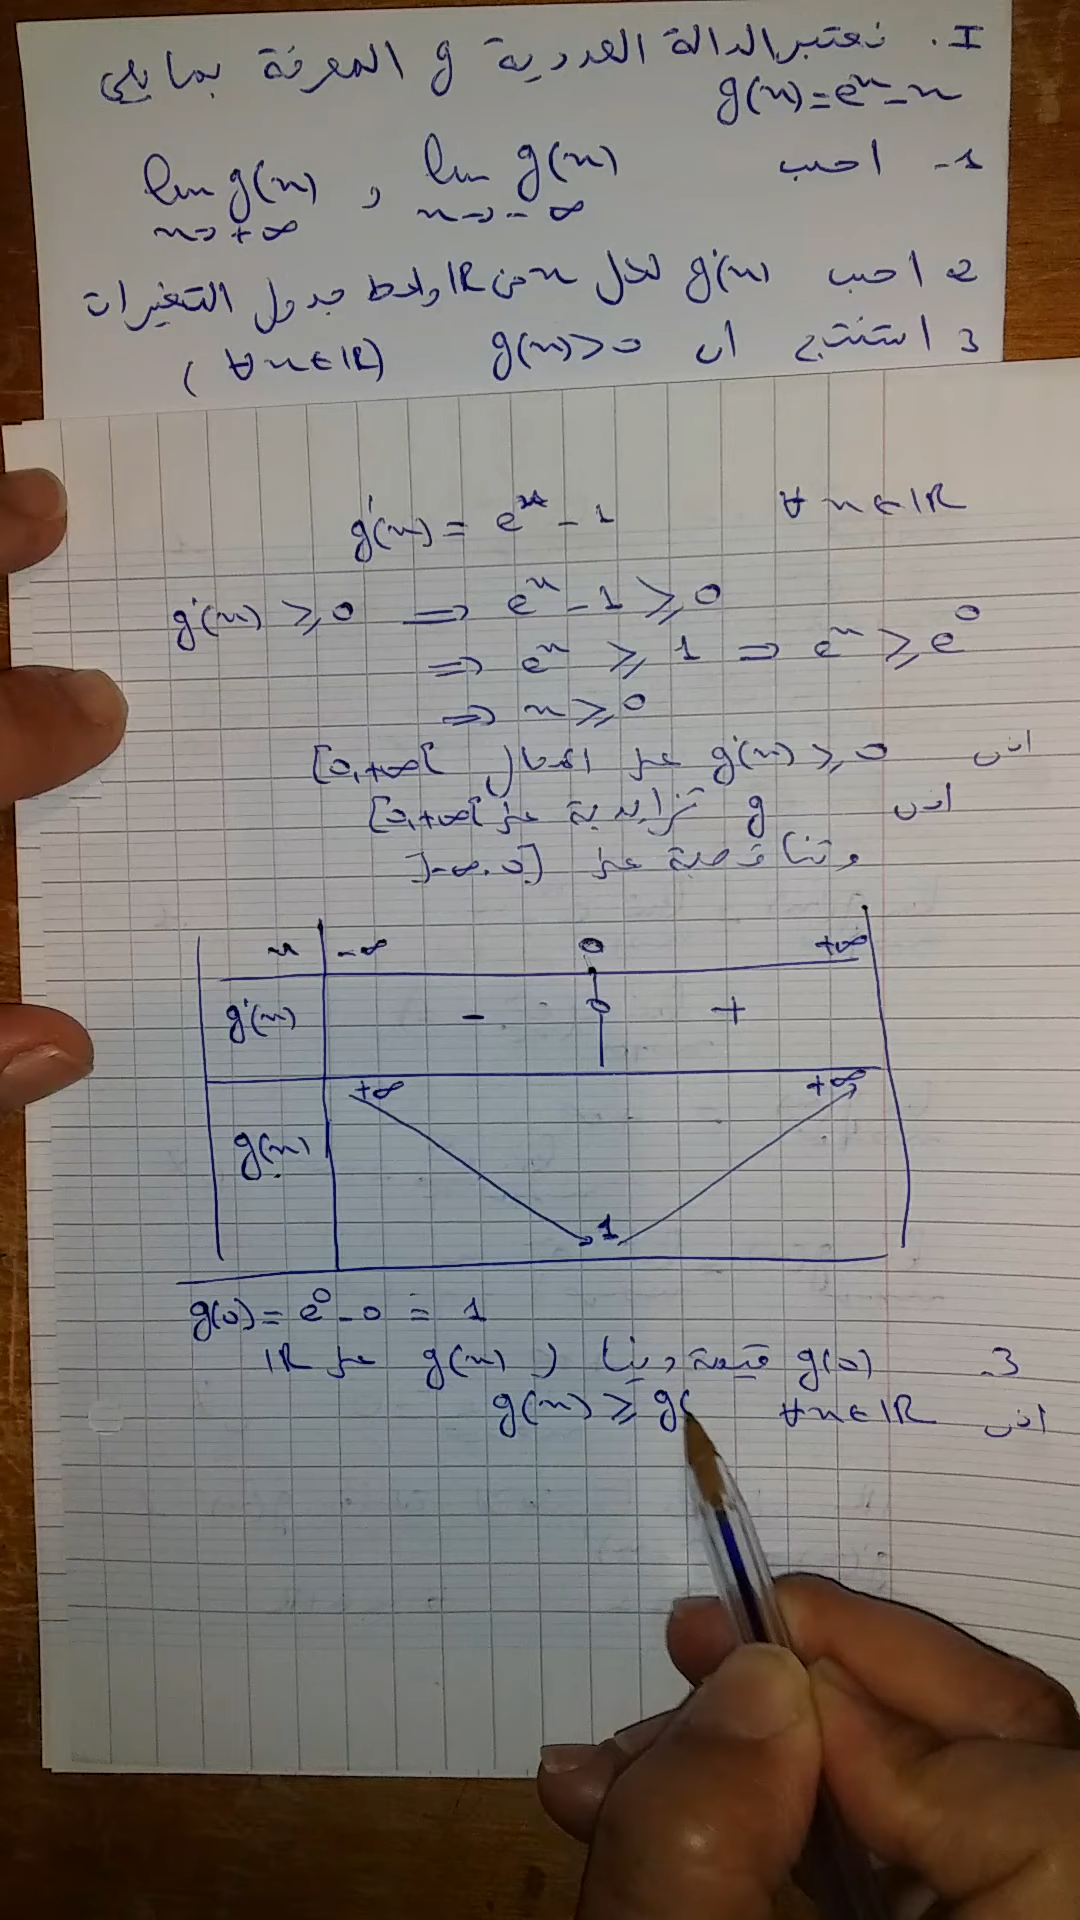 I. نعتبر الدالة العددية g المعرفة بما يلي
g(x)=eˣ-x
1- احسب lim g(x) x→-∞ , lim g(x) x→+∞
2 احسب g'(x) لكل x من IR واعط جدول التغيرات
3 استنتج ان g(x)>0 (∀x∈IR)
g'(x) = eˣ - 1 ∀x∈IR
g'(x) ⩾ 0 ⇒ eˣ - 1 ⩾ 0
⇒ eˣ ⩾ 1 ⇒ eˣ ⩾ e⁰
⇒ x ⩾ 0
اذن g'(x) ⩾ 0 على المجال [0,+∞[
اذن g تزايدية على [0,+∞[
وتناقصية على ]-∞,0]
x -∞ 0 +∞
g'(x) - 0 +
g(x) +∞ 1 +∞
g(0) = e⁰ - 0 = 1
3- g(0) قيمة دنيا ل g(x) على IR
اذن ∀x∈IR g(x) ⩾ g(